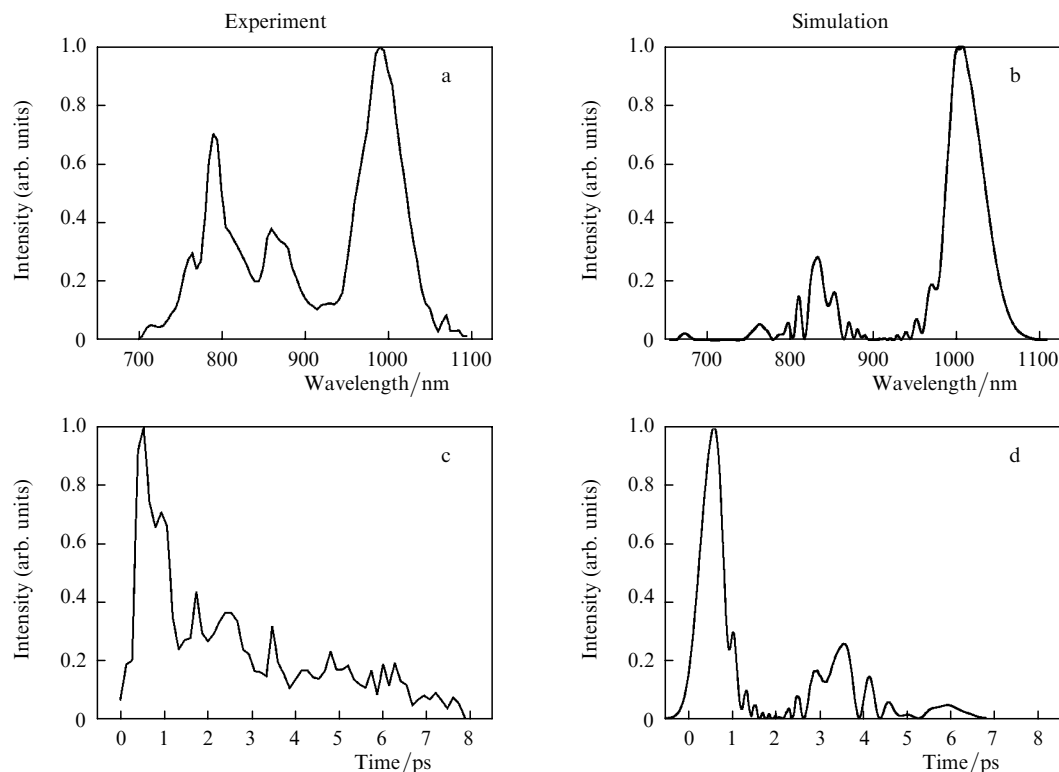 Experiment
Simulation
Intensity (arb. units)
1.0
0.8
0.6
0.4
0.2
0
a
700 800 900 1000 1100
Wavelength/nm
Intensity (arb. units)
1.0
0.8
0.6
0.4
0.2
0
b
700 800 900 1000 1100
Wavelength/nm
Intensity (arb. units)
1.0
0.8
0.6
0.4
0.2
0
c
0 1 2 3 4 5 6 7 8
Time/ps
Intensity (arb. units)
1.0
0.8
0.6
0.4
0.2
0
d
0 1 2 3 4 5 6 7 8
Time/ps